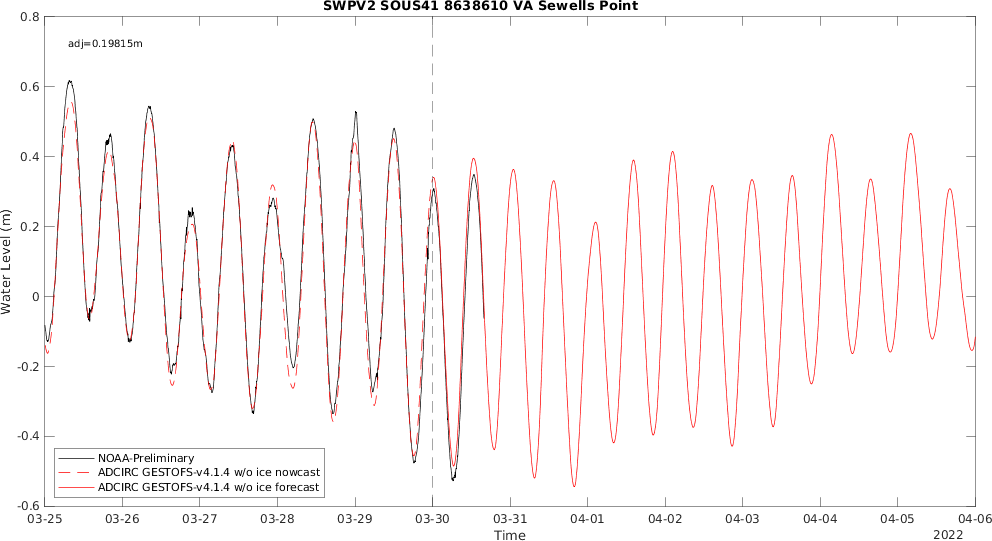 SWPV2 SOUS41 8638610 VA Sewells Point
adj=0.19815m
0.8
0.6
0.4
0.2
0
-0.2
-0.4
-0.6
Water Level (m)
NOAA-Preliminary
ADCIRC GESTOFS-v4.1.4 w/o ice nowcast
ADCIRC GESTOFS-v4.1.4 w/o ice forecast
03-25 03-26 03-27 03-28 03-29 03-30 03-31 04-01 04-02 04-03 04-04 04-05 04-06
Time
2022